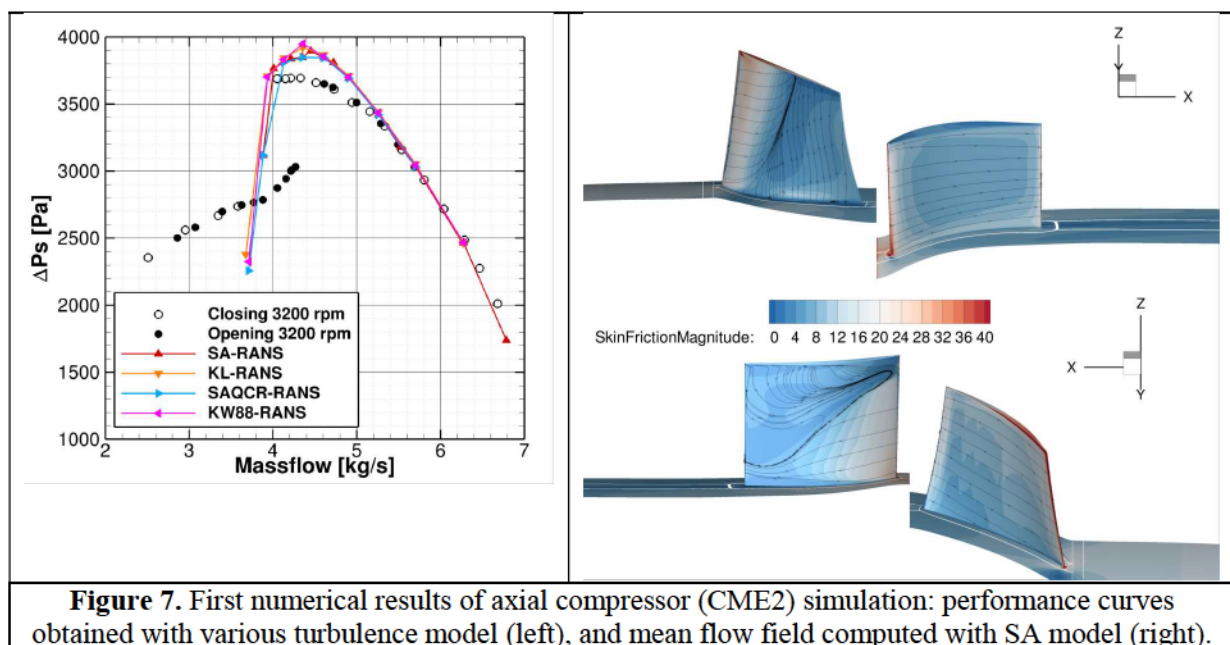 4000
3500
3000
2500
4000
1500
1000
ΔPs [Pa]
2 3 4 5 6 7
Massflow [kg/s]
Closing 3200 rpm
Opening 3200 rpm
SA-RANS
KL-RANS
SAQCR-RANS
KW88-RANS
Z
X
SkinFrictionMagnitude: 0 4 8 12 16 20 24 28 32 36 40
Z
X
Y
Figure 7. First numerical results of axial compressor (CME2) simulation: performance curves
obtained with various turbulence model (left), and mean flow field computed with SA model (right).